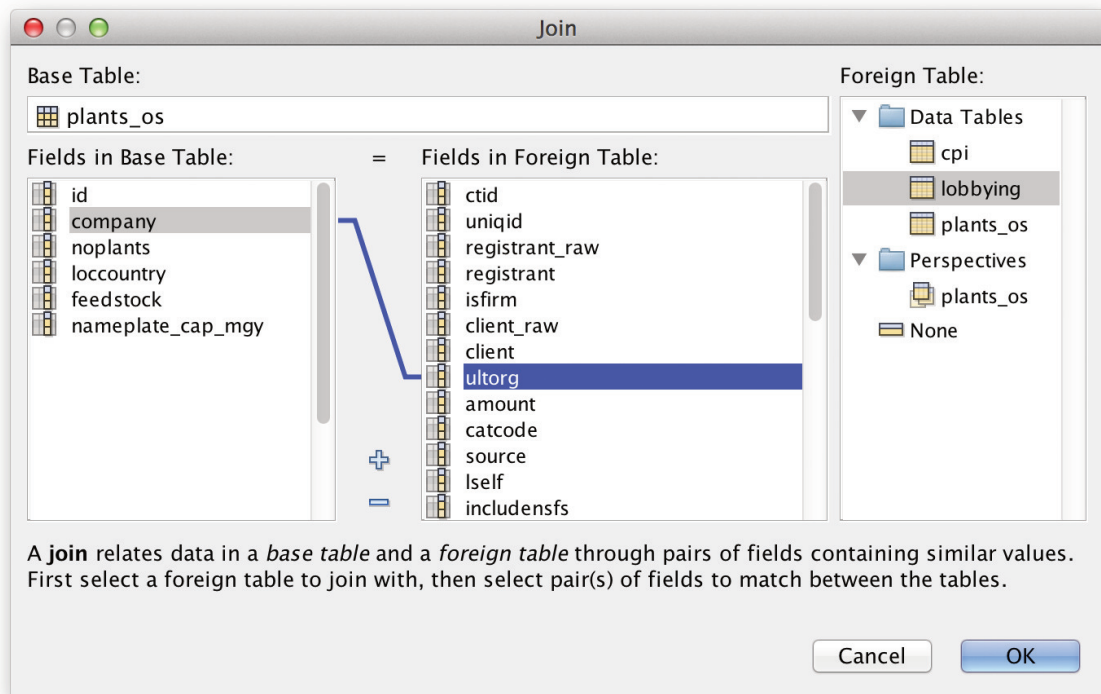 Join
Base Table:
plants_os
Fields in Base Table:
=
Fields in Foreign Table:
id
company
noplants
loccountry
feedstock
nameplate_cap_mgy
ctid
uniqid
registrant_raw
registrant
isfirm
client_raw
client
ultorg
amount
catcode
source
lself
includensfs
Foreign Table:
Data Tables
cpi
lobbying
plants_os
Perspectives
plants_os
None
A join relates data in a base table and a foreign table through pairs of fields containing similar values.
First select a foreign table to join with, then select pair(s) of fields to match between the tables.
Cancel
OK